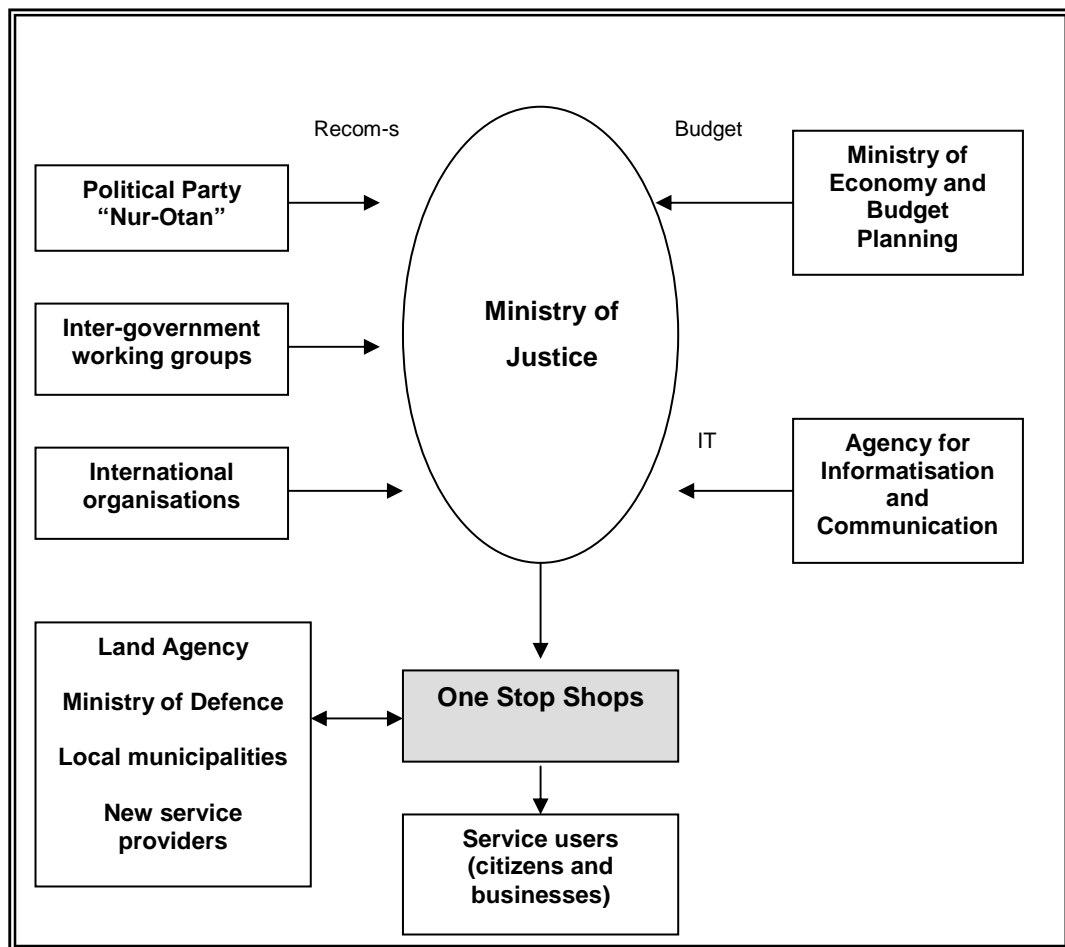 Recom-s
Budget
Political Party
“Nur-Otan”
Ministry of
Economy and
Budget
Planning
Inter-government
working groups
Ministry of
Justice
International
organisations
IT
Agency for
Informatisation
and
Communication
Land Agency
Ministry of Defence
Local municipalities
New service
providers
One Stop Shops
Service users
(citizens and
businesses)